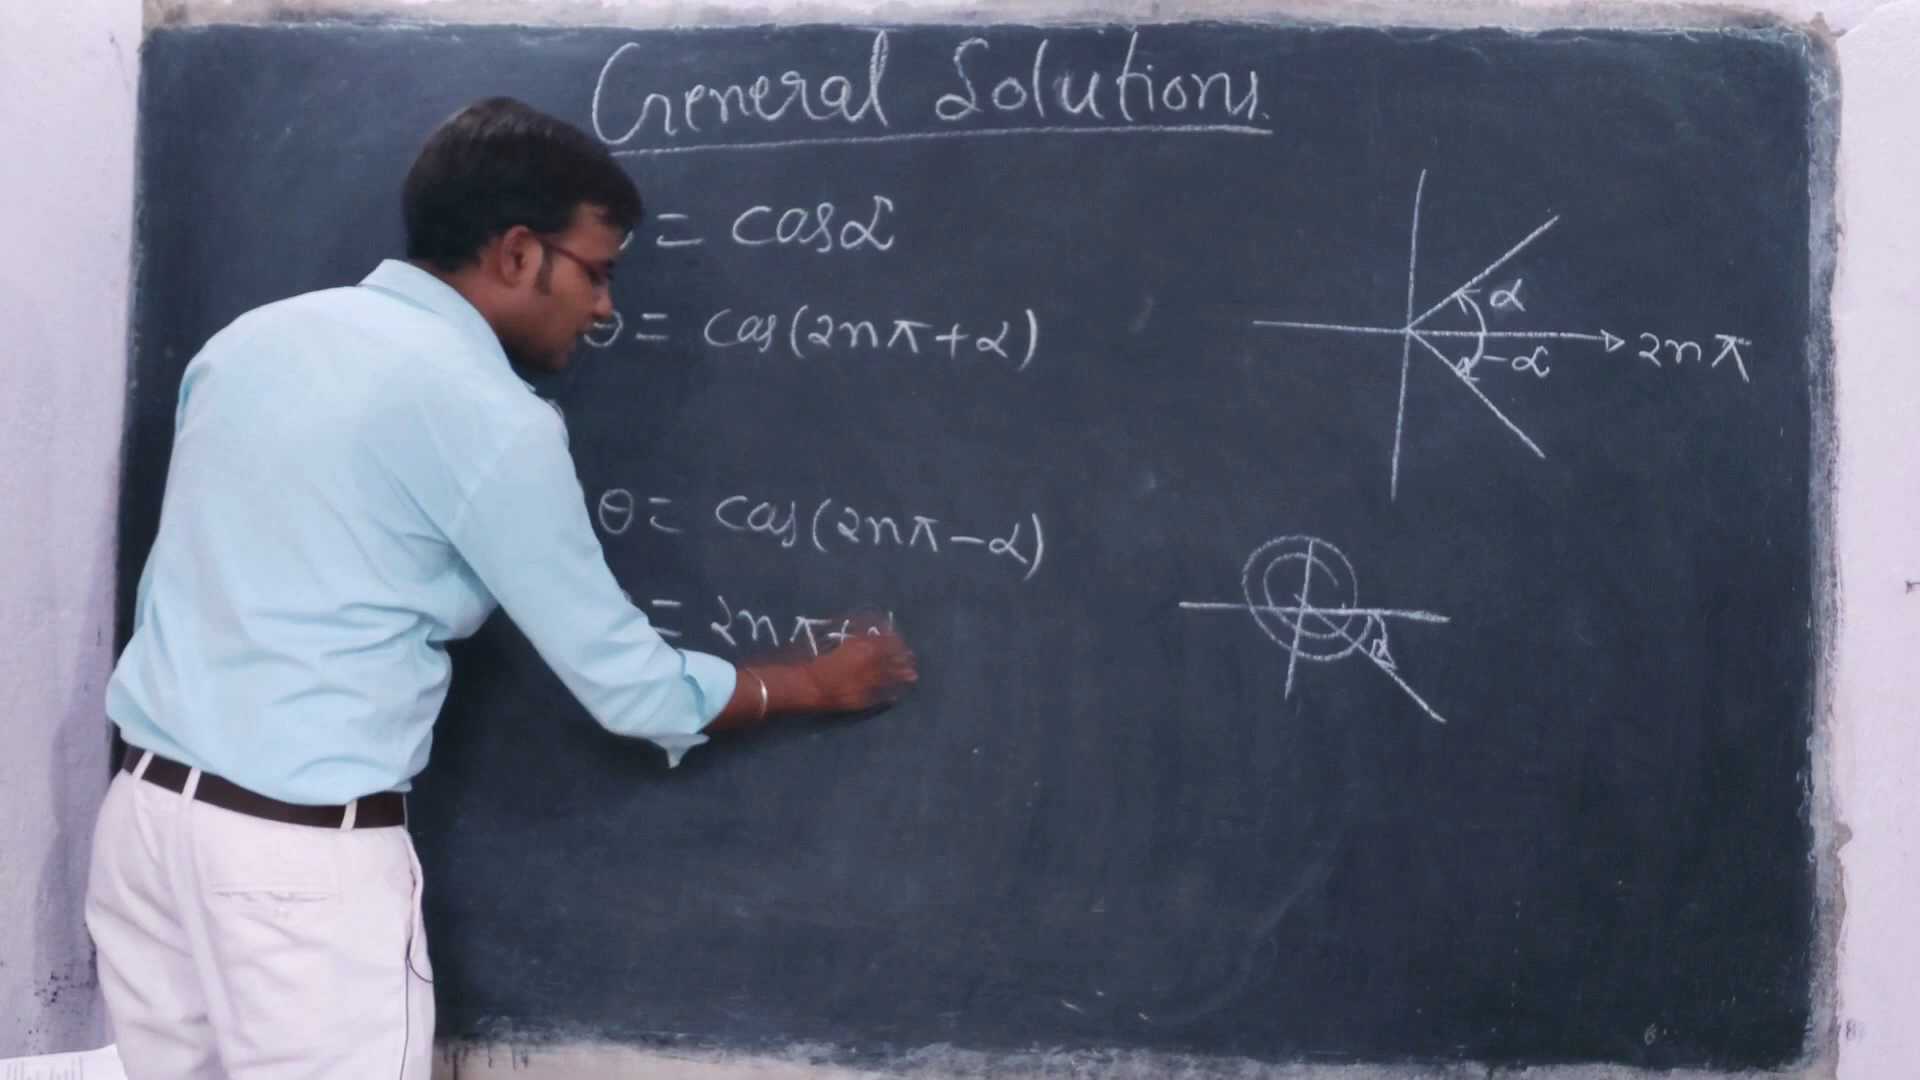 General Solutions.
= cosα
θ = cos(2nπ+α)
θ = cos(2nπ-α)
= 2nπ+
α
-α
2nπ
α